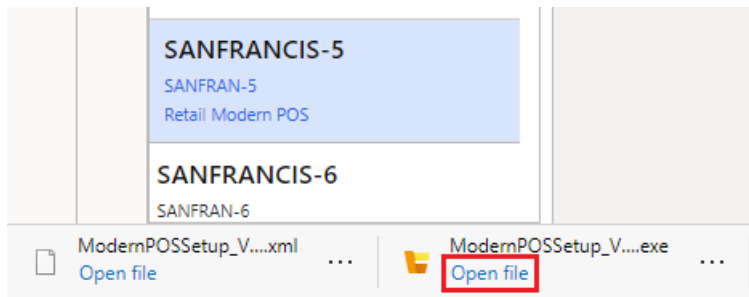 SANFRANCIS-5
SANFRAN-5
Retail Modern POS
SANFRANCIS-6
SANFRAN-6
ModernPOSSetup_V....xml
Open file
...
ModernPOSSetup_V....exe
Open file
...